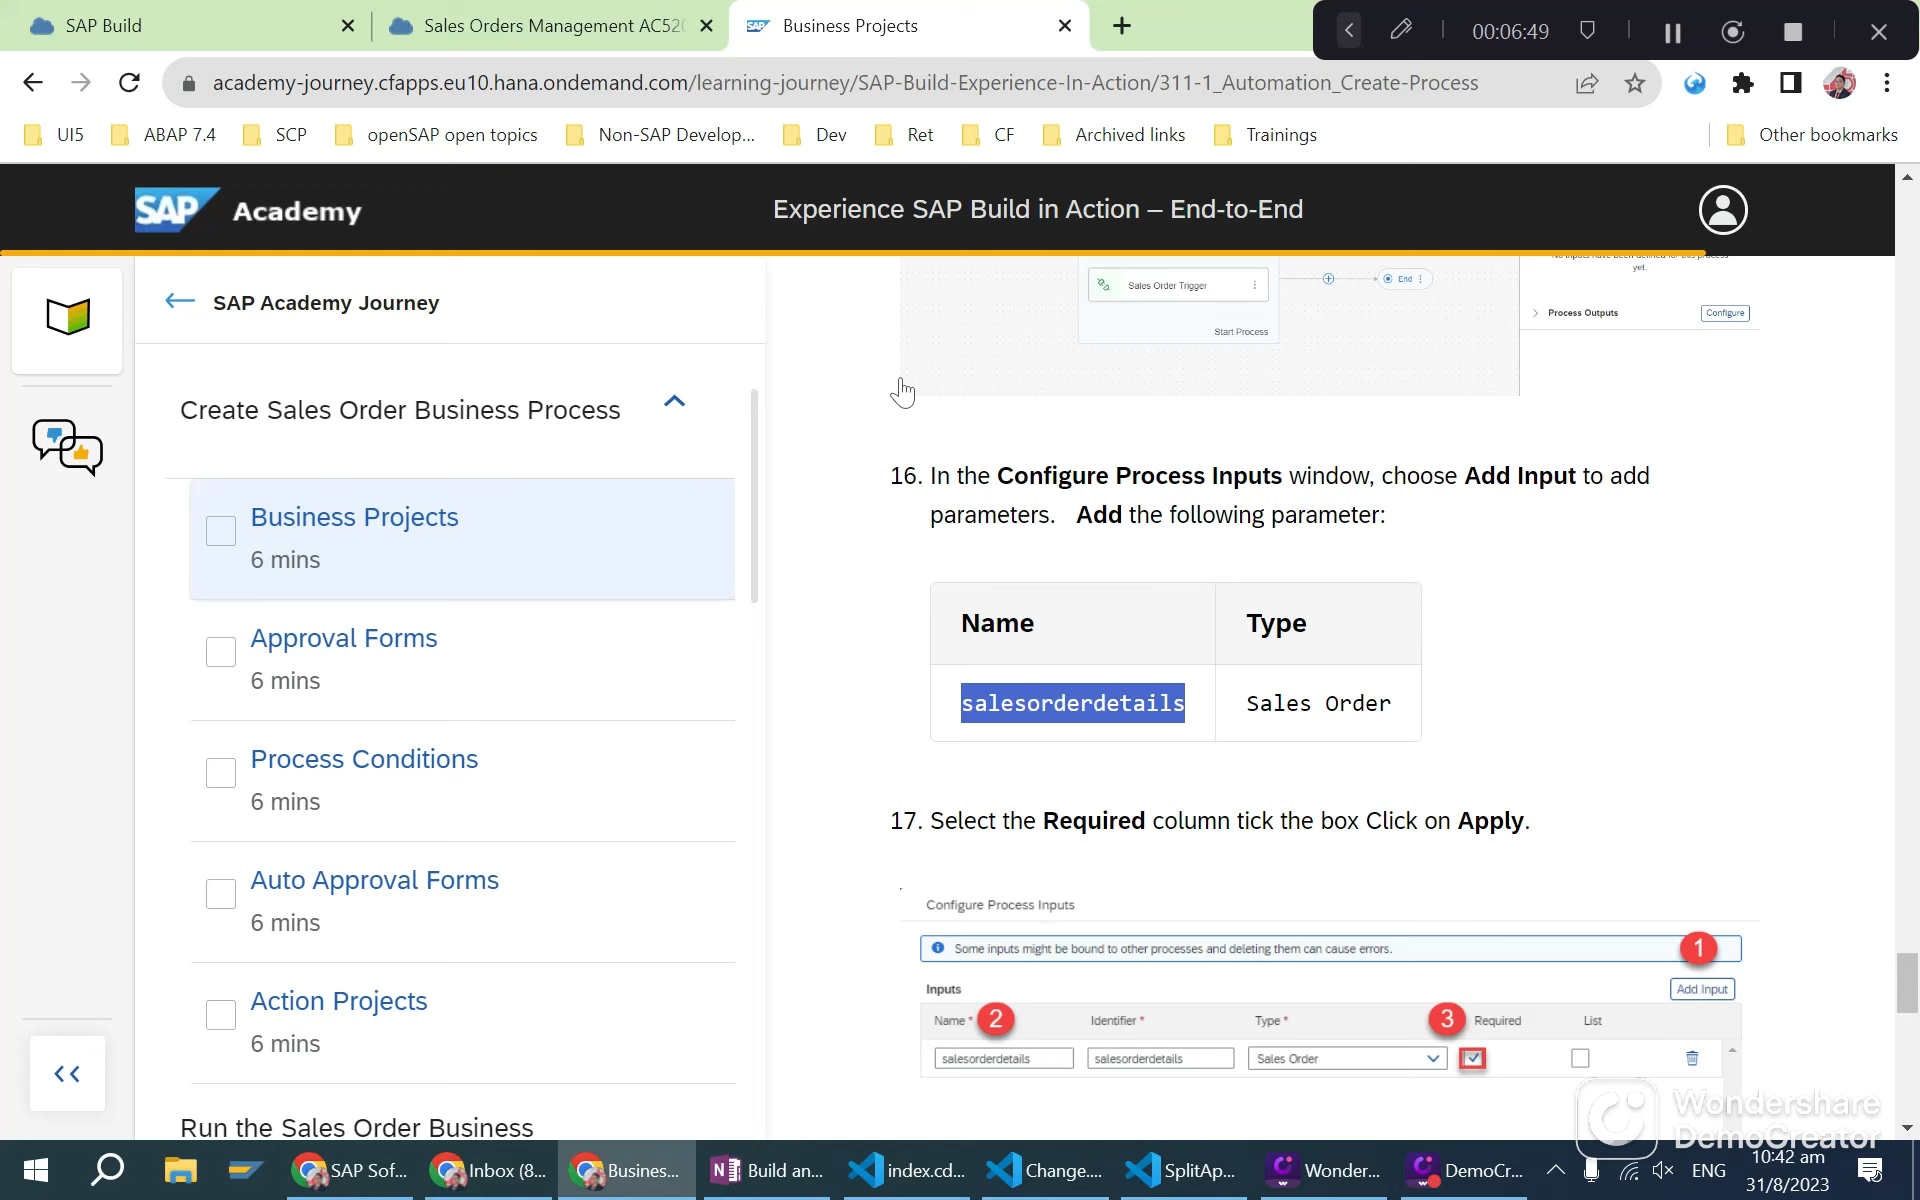 SAP Build
Sales Orders Management AC520
Business Projects
00:06:49
academy-journey.cfapps.eu10.hana.ondemand.com/learning-journey/SAP-Build-Experience-In-Action/311-1_Automation_Create-Process
UI5
ABAP 7.4
SCP
openSAP open topics
Non-SAP Develop...
Dev
Ret
CF
Archived links
Trainings
Other bookmarks
SAP Academy
Experience SAP Build in Action – End-to-End
SAP Academy Journey
Create Sales Order Business Process
Business Projects
6 mins
Approval Forms
6 mins
Process Conditions
6 mins
Auto Approval Forms
6 mins
Action Projects
6 mins
Run the Sales Order Business
No inputs have been defined for this process
yet.
Sales Order Trigger
End
Process Outputs
Configure
Start Process
16. In the Configure Process Inputs window, choose Add Input to add
parameters. Add the following parameter:
Name Type
salesorderdetails Sales Order
17. Select the Required column tick the box Click on Apply.
Configure Process Inputs
Some inputs might be bound to other processes and deleting them can cause errors.
1
Inputs
Add Input
Name * 2 Identifier * Type * 3 Required List
salesorderdetails salesorderdetails Sales Order
Wondershare
DemoCreator
SAP Sof...
Inbox (8...
Busines...
Build an...
index.cd...
Change....
SplitAp...
Wonder...
DemoCr...
ENG
10:42 am
31/8/2023